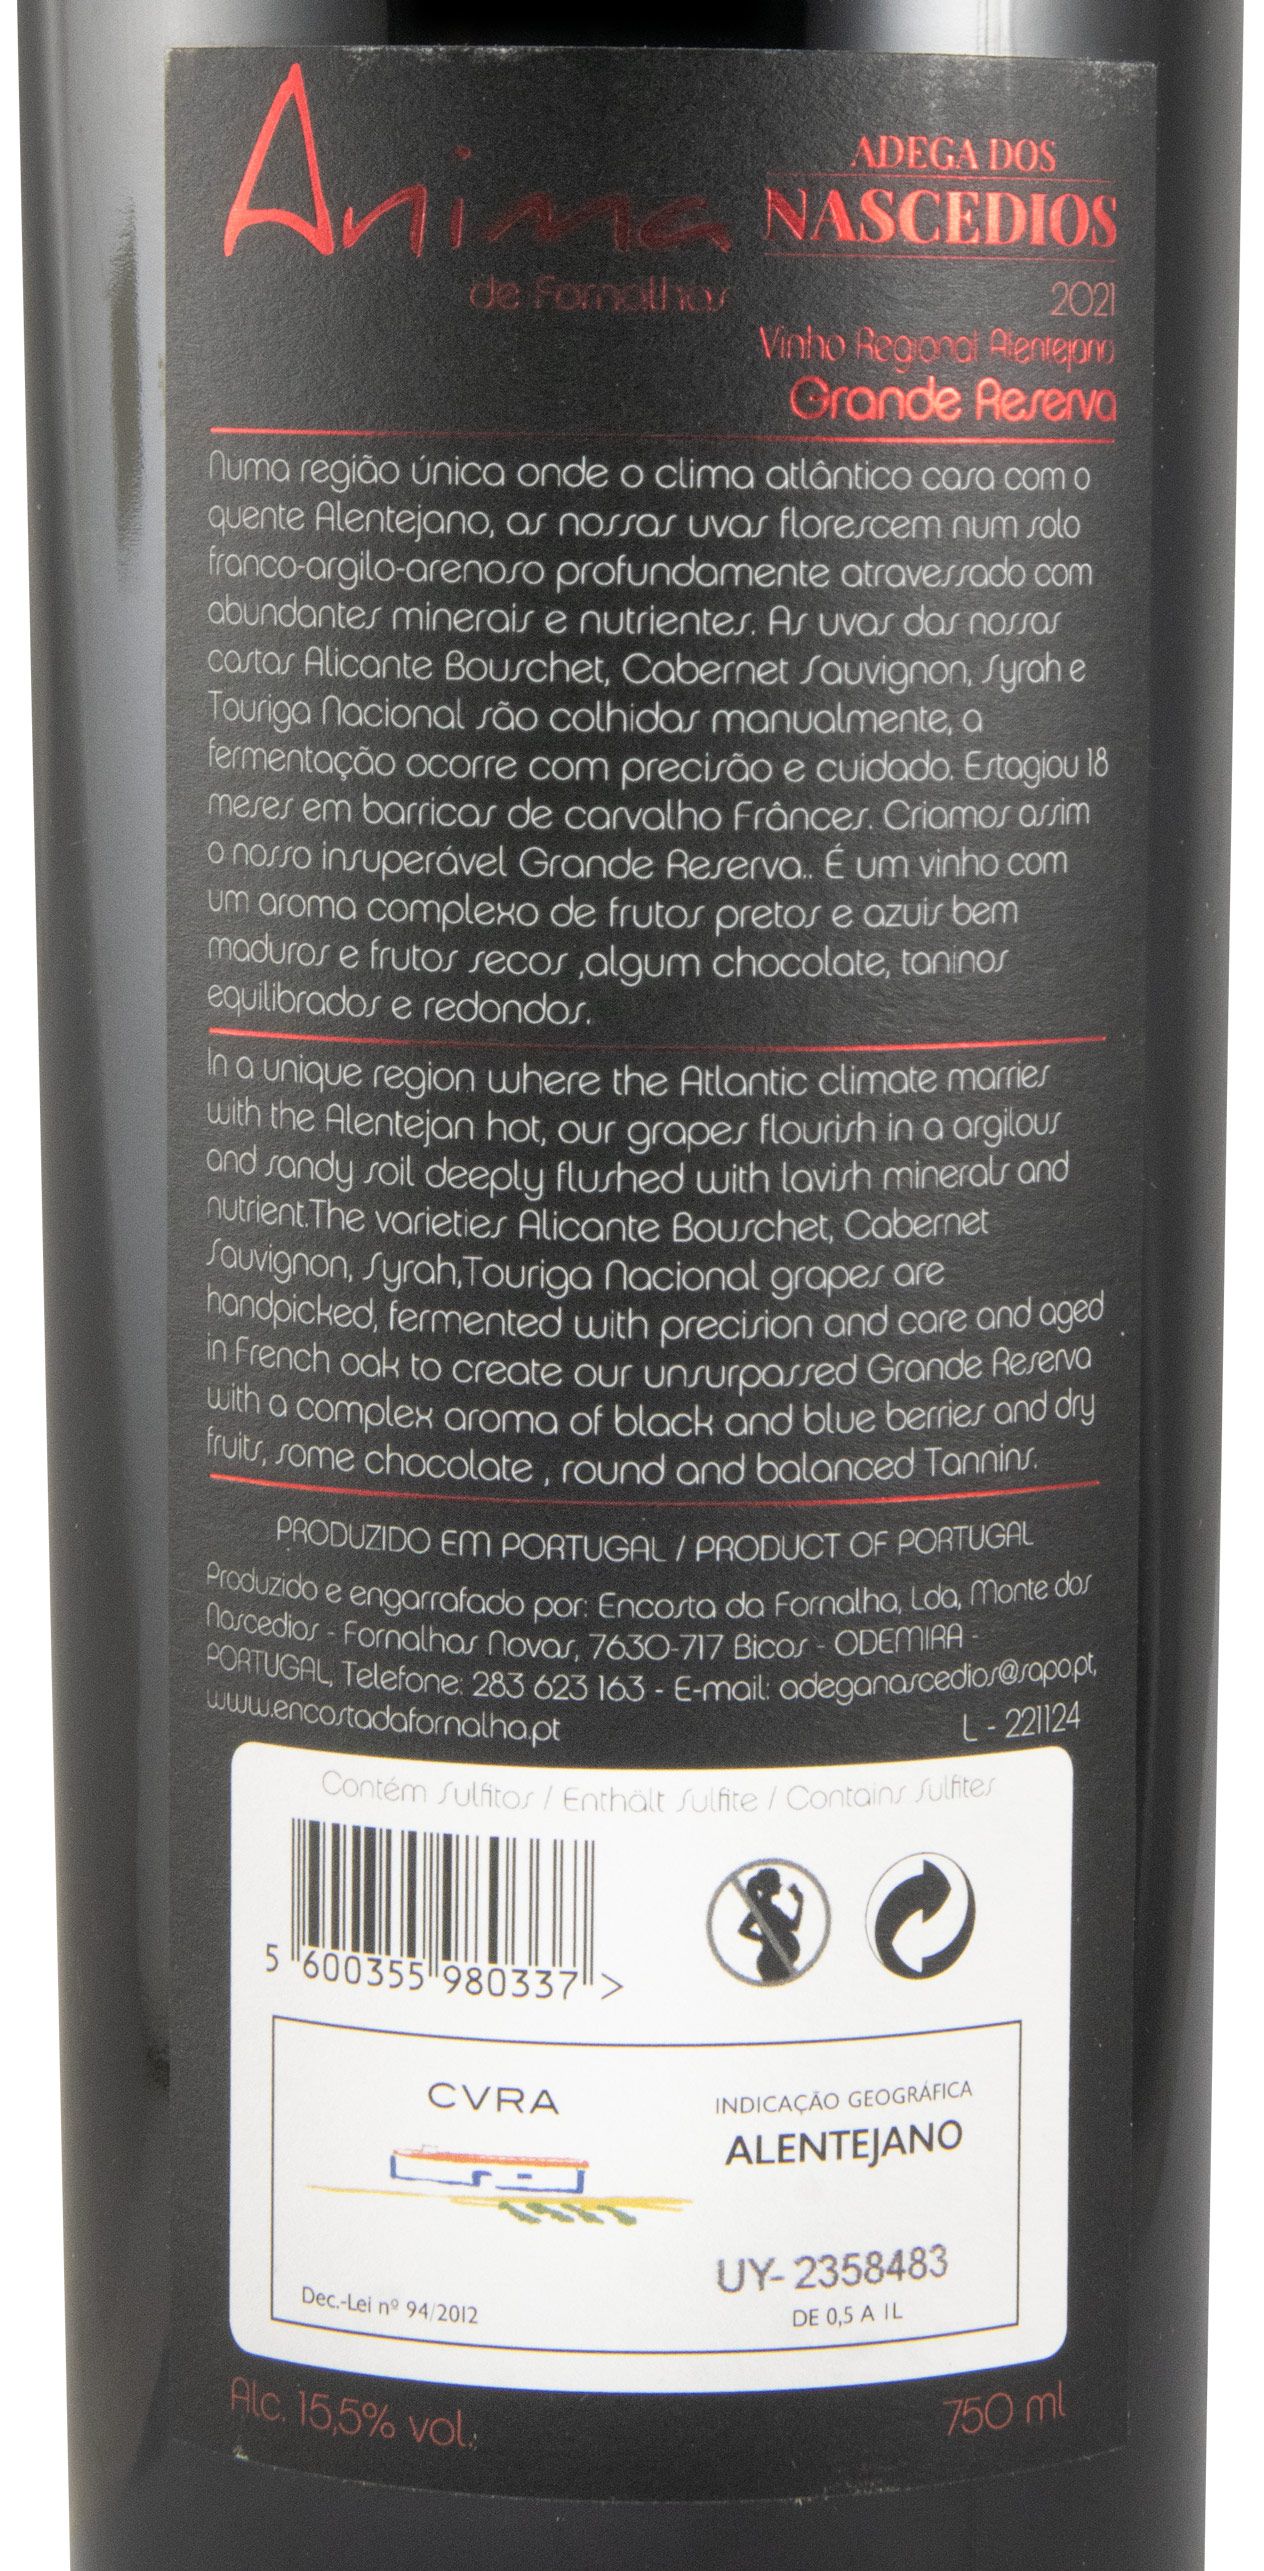 Anima
de Fornalhas
ADEGA DOS
NASCEDIOS
2021
Vinho Regional Alentejano
Grande Reserva
Numa região única onde o clima atlântico casa com o
quente Alentejano, as nossas uvas florescem num solo
franco-argilo-arenoso profundamente atravessado com
abundantes minerais e nutrientes. As uvas das nossas
castas Alicante Bouschet, Cabernet Sauvignon, Syrah e
Touriga Nacional são colhidas manualmente, a
fermentação ocorre com precisão e cuidado. Estagiou 18
meses em barricas de carvalho Frânces. Criamos assim
o nosso insuperável Grande Reserva.. É um vinho com
um aroma complexo de frutos pretos e azuis bem
maduros e frutos secos ,algum chocolate, taninos
equilibrados e redondos.
In a unique region where the Atlantic climate marries
with the Alentejan hot, our grapes flourish in a argilous
and sandy soil deeply flushed with lavish minerals and
nutrient.The varieties Alicante Bouschet, Cabernet
Sauvignon, Syrah,Touriga Nacional grapes are
handpicked, fermented with precision and care and aged
in French oak to create our unsurpassed Grande Reserva
with a complex aroma of black and blue berries and dry
fruits, some chocolate , round and balanced Tannins.
PRODUZIDO EM PORTUGAL / PRODUCT OF PORTUGAL
Produzido e engarrafado por: Encosta da Fornalha, Lda, Monte dos
Nascedios - Fornalhas Novas, 7630-717 Bicos - ODEMIRA -
PORTUGAL, Telefone: 283 623 163 - E-mail: adeganascedios@sapo.pt,
www.encostadafornalha.pt L - 221124
Contém Sulfitos / Enthält Sulfite / Contains Sulfites
5 600355 980337 >
CVRA
INDICAÇÃO GEOGRÁFICA
ALENTEJANO
UY- 2358483
Dec.-Lei nº 94/2012
DE 0,5 A 1L
Alc. 15,5% vol.
750 ml